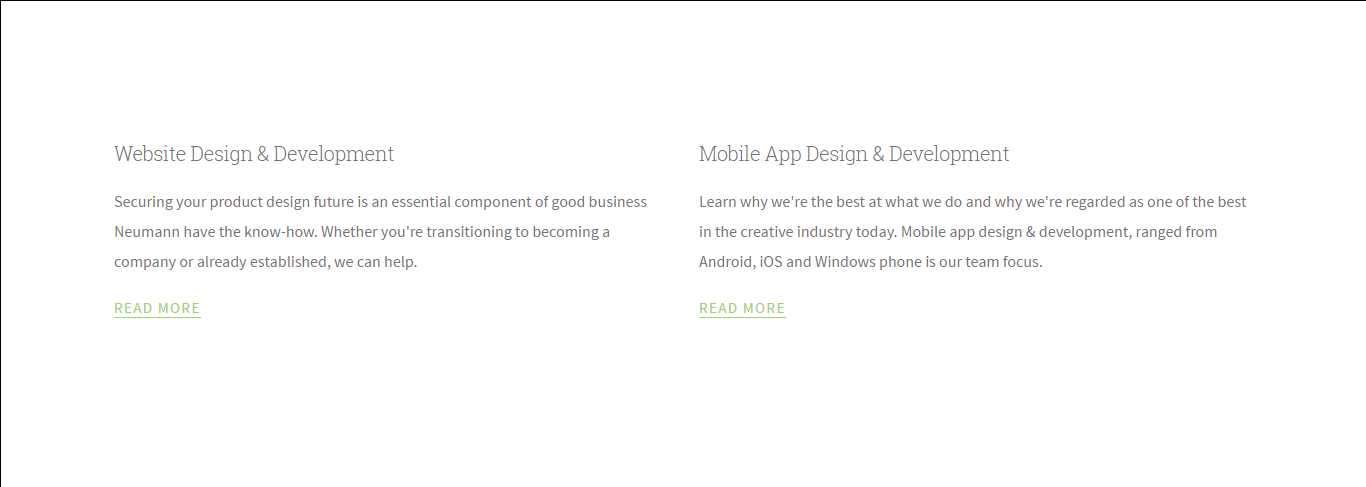 Website Design & Development
Securing your product design future is an essential component of good business
Neumann have the know-how. Whether you're transitioning to becoming a
company or already established, we can help.
READ MORE
Mobile App Design & Development
Learn why we're the best at what we do and why we're regarded as one of the best
in the creative industry today. Mobile app design & development, ranged from
Android, iOS and Windows phone is our team focus.
READ MORE